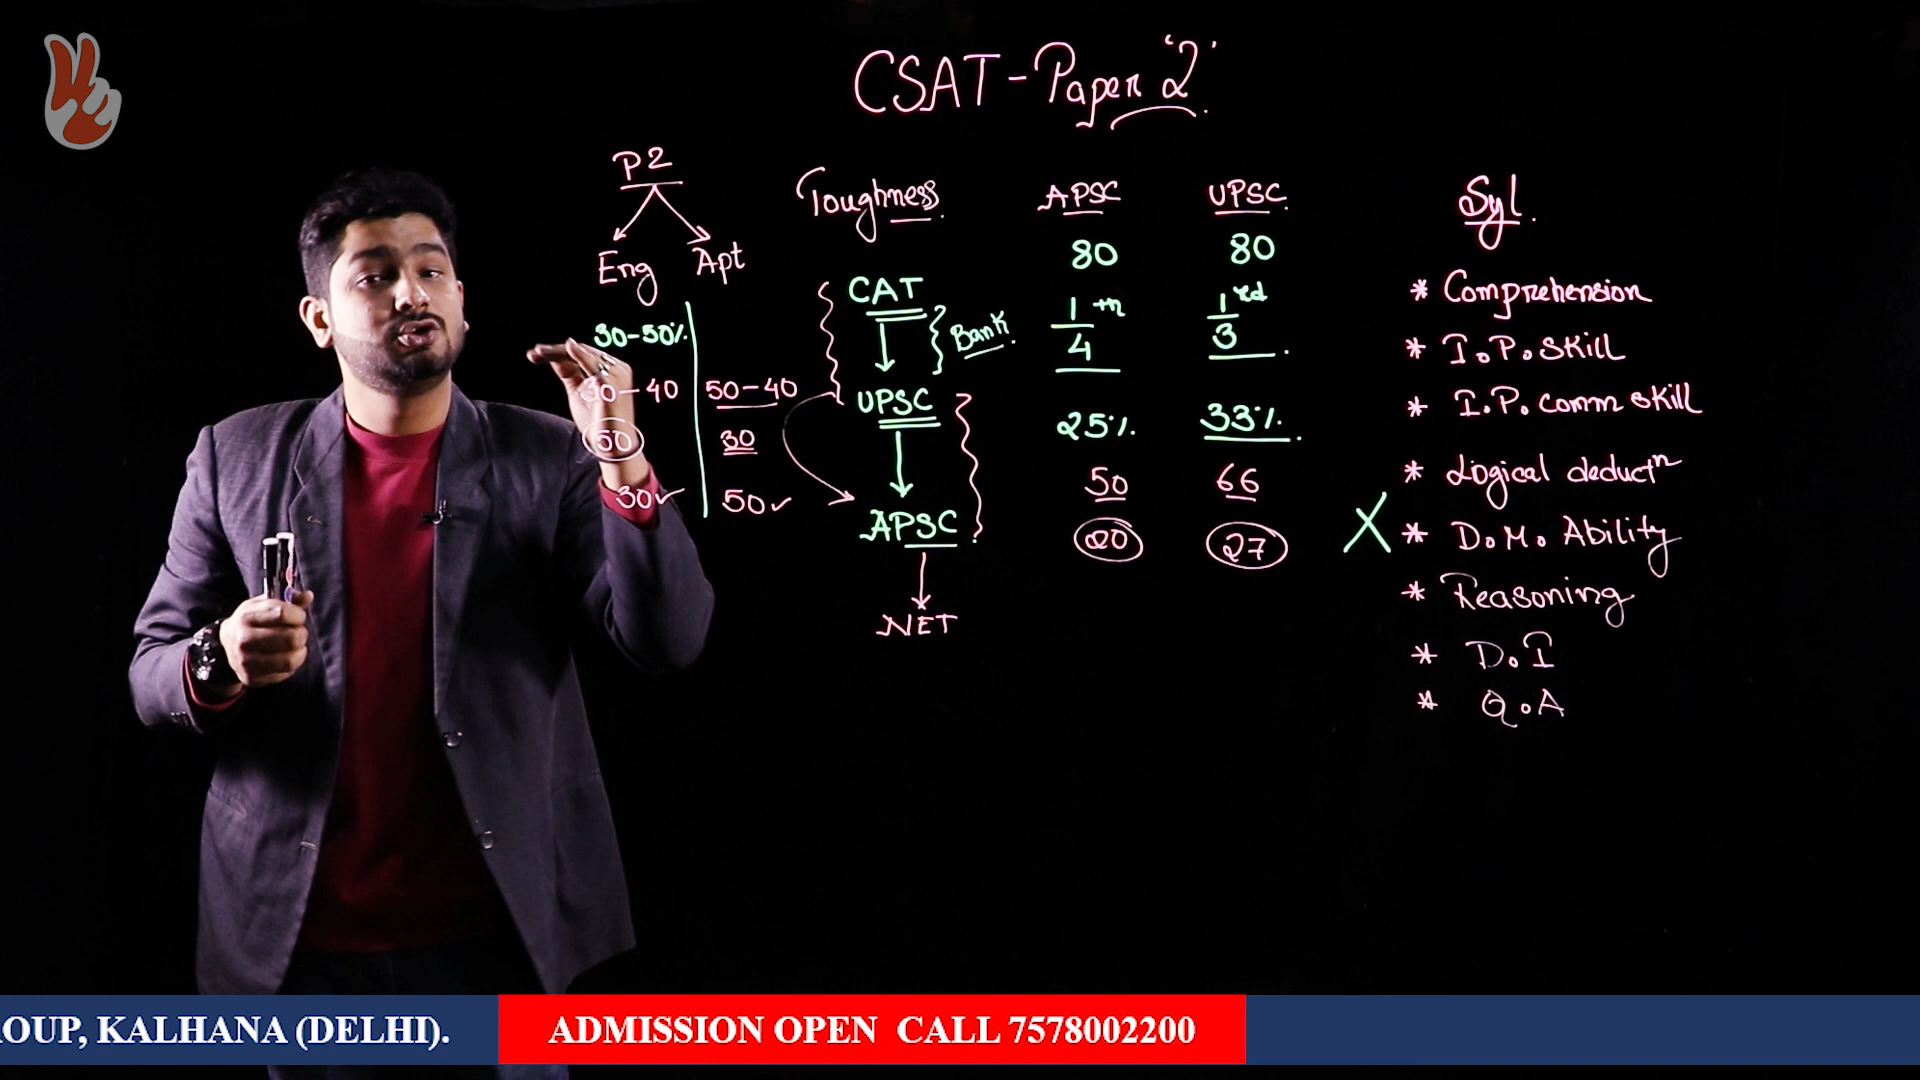 CSAT - Paper '2'.
P2
Eng Apt
30-50%
30-40 50-40
50 30
30✓ 50✓
Toughness.
CAT
Bank.
UPSC
APSC.
NET
APSC UPSC.
80 80
1/4 th 1/3 rd.
25%. 33%.
50 66
20 27
Syl.
* Comprehension
* I.P. Skill
* I.P. comm skill
* Logical deductn
X * D.M. Ability
* Reasoning
* D.I
* Q.A
OUP, KALHANA (DELHI).
ADMISSION OPEN CALL 7578002200